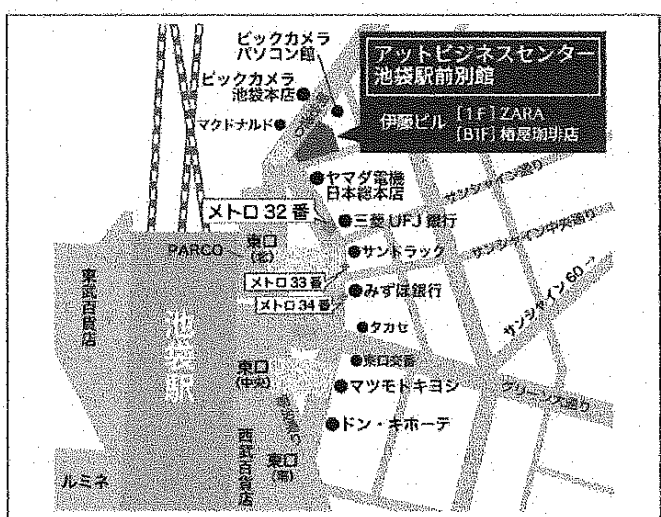 ビックカメラ
パソコン館
アットビジネスセンター
池袋駅前別館
ビックカメラ
池袋本店
伊藤ビル
[1F] ZARA
[B1F] 椿屋珈琲店
マクドナルド
明治通り
ヤマダ電機
日本総本店
サンシャイン通り
メトロ32番
三菱UFJ銀行
サンシャイン中央通り
PARCO
東口
(北)
サンドラック
メトロ33番
みずほ銀行
メトロ34番
サンシャイン60→
東武百貨店
池袋駅
タカセ
東口交番
東口
(中央)
マツモトキヨシ
グリーン大通り
明治通り
ドン・キホーテ
西武百貨店
東口
(南)
ルミネ